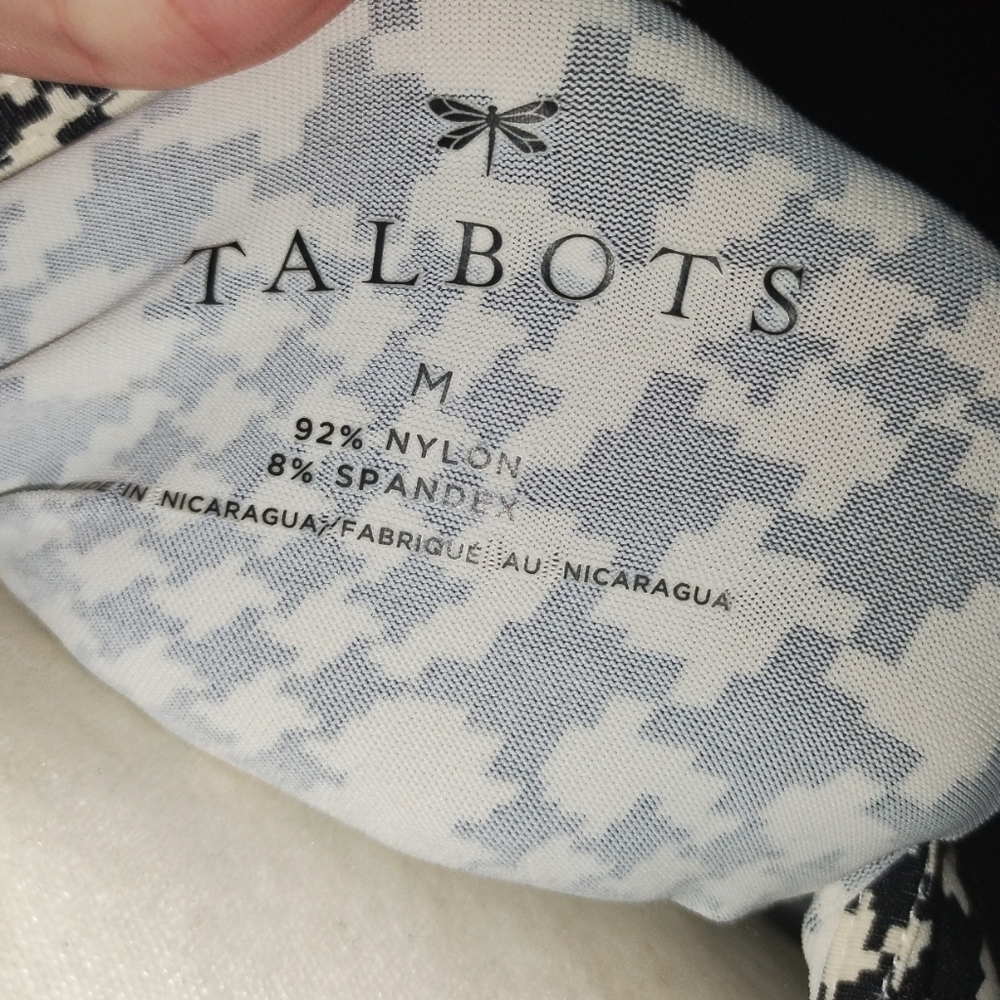 TALBOTS
M
92% NYLON
8% SPANDEX
IN NICARAGUA/FABRIQUÉ AU NICARAGUA